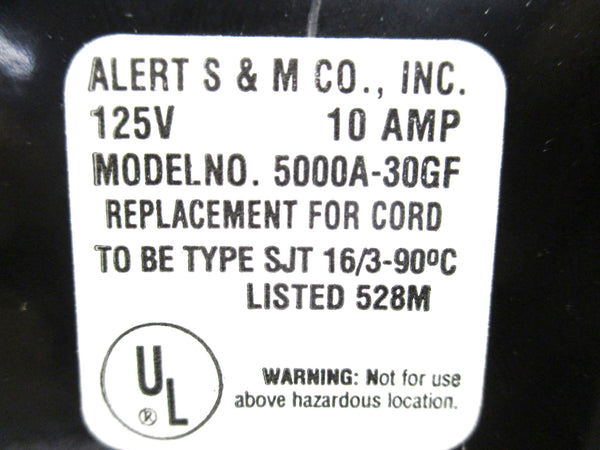 ALERT S & M CO., INC.
125V 10 AMP
MODELNO. 5000A-30GF
REPLACEMENT FOR CORD
TO BE TYPE SJT 16/3-90ºC
LISTED 528M
UL
®
WARNING: Not for use
above hazardous location.